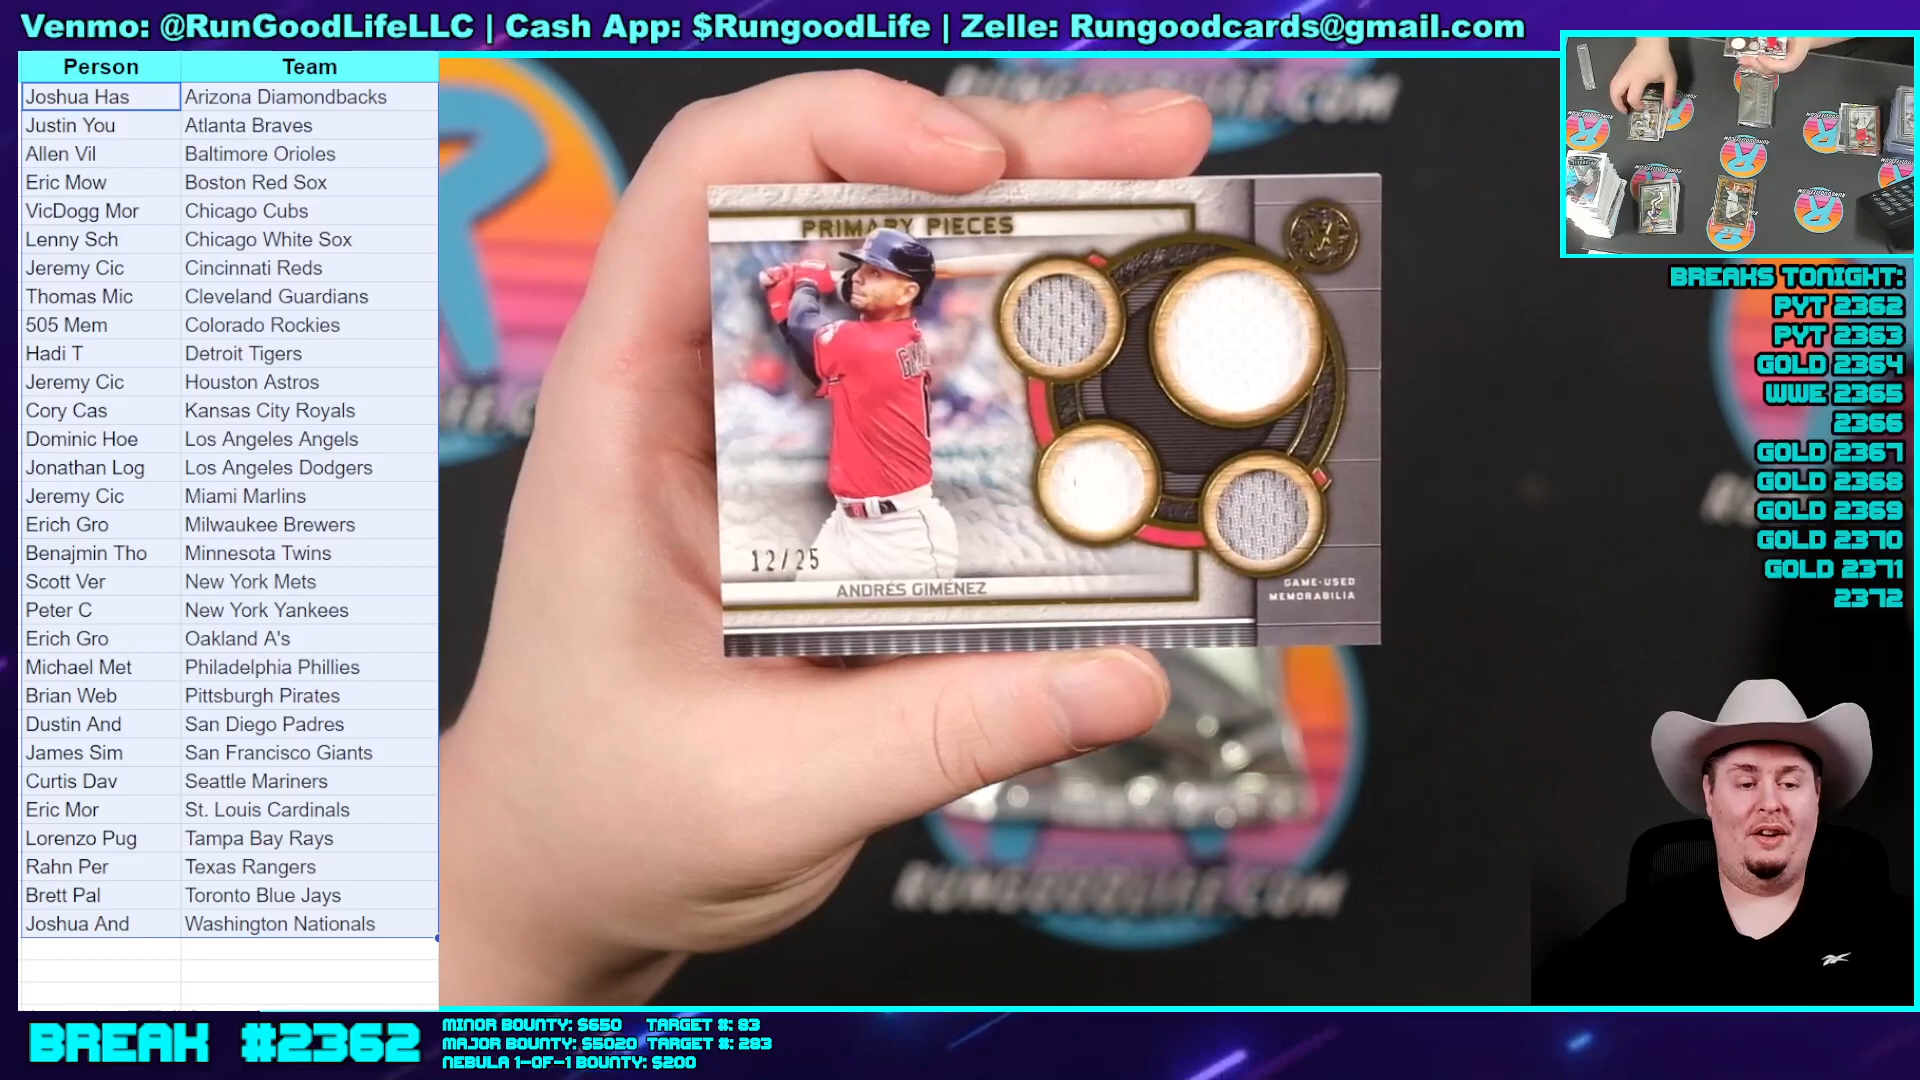 Venmo: @RunGoodLifeLLC | Cash App: $RungoodLife | Zelle: Rungoodcards@gmail.com
Person Team
Joshua Has Arizona Diamondbacks
Justin You Atlanta Braves
Allen Vil Baltimore Orioles
Eric Mow Boston Red Sox
VicDogg Mor Chicago Cubs
Lenny Sch Chicago White Sox
Jeremy Cic Cincinnati Reds
Thomas Mic Cleveland Guardians
505 Mem Colorado Rockies
Hadi T Detroit Tigers
Jeremy Cic Houston Astros
Cory Cas Kansas City Royals
Dominic Hoe Los Angeles Angels
Jonathan Log Los Angeles Dodgers
Jeremy Cic Miami Marlins
Erich Gro Milwaukee Brewers
Benajmin Tho Minnesota Twins
Scott Ver New York Mets
Peter C New York Yankees
Erich Gro Oakland A's
Michael Met Philadelphia Phillies
Brian Web Pittsburgh Pirates
Dustin And San Diego Padres
James Sim San Francisco Giants
Curtis Dav Seattle Mariners
Eric Mor St. Louis Cardinals
Lorenzo Pug Tampa Bay Rays
Rahn Per Texas Rangers
Brett Pal Toronto Blue Jays
Joshua And Washington Nationals
RUNGOODLIFE.COM
PRIMARY PIECES
12/25
ANDRÉS GIMÉNEZ
GAME-USED
MEMORABILIA
RUNGOODLIFE.COM
BREAKS TONIGHT:
PYT 2362
PYT 2363
GOLD 2364
WWE 2365
2366
GOLD 2367
GOLD 2368
GOLD 2369
GOLD 2370
GOLD 2371
2372
BREAK #2362
MINOR BOUNTY: $650 TARGET #: 83
MAJOR BOUNTY: $5020 TARGET #: 283
NEBULA 1-OF-1 BOUNTY: $200